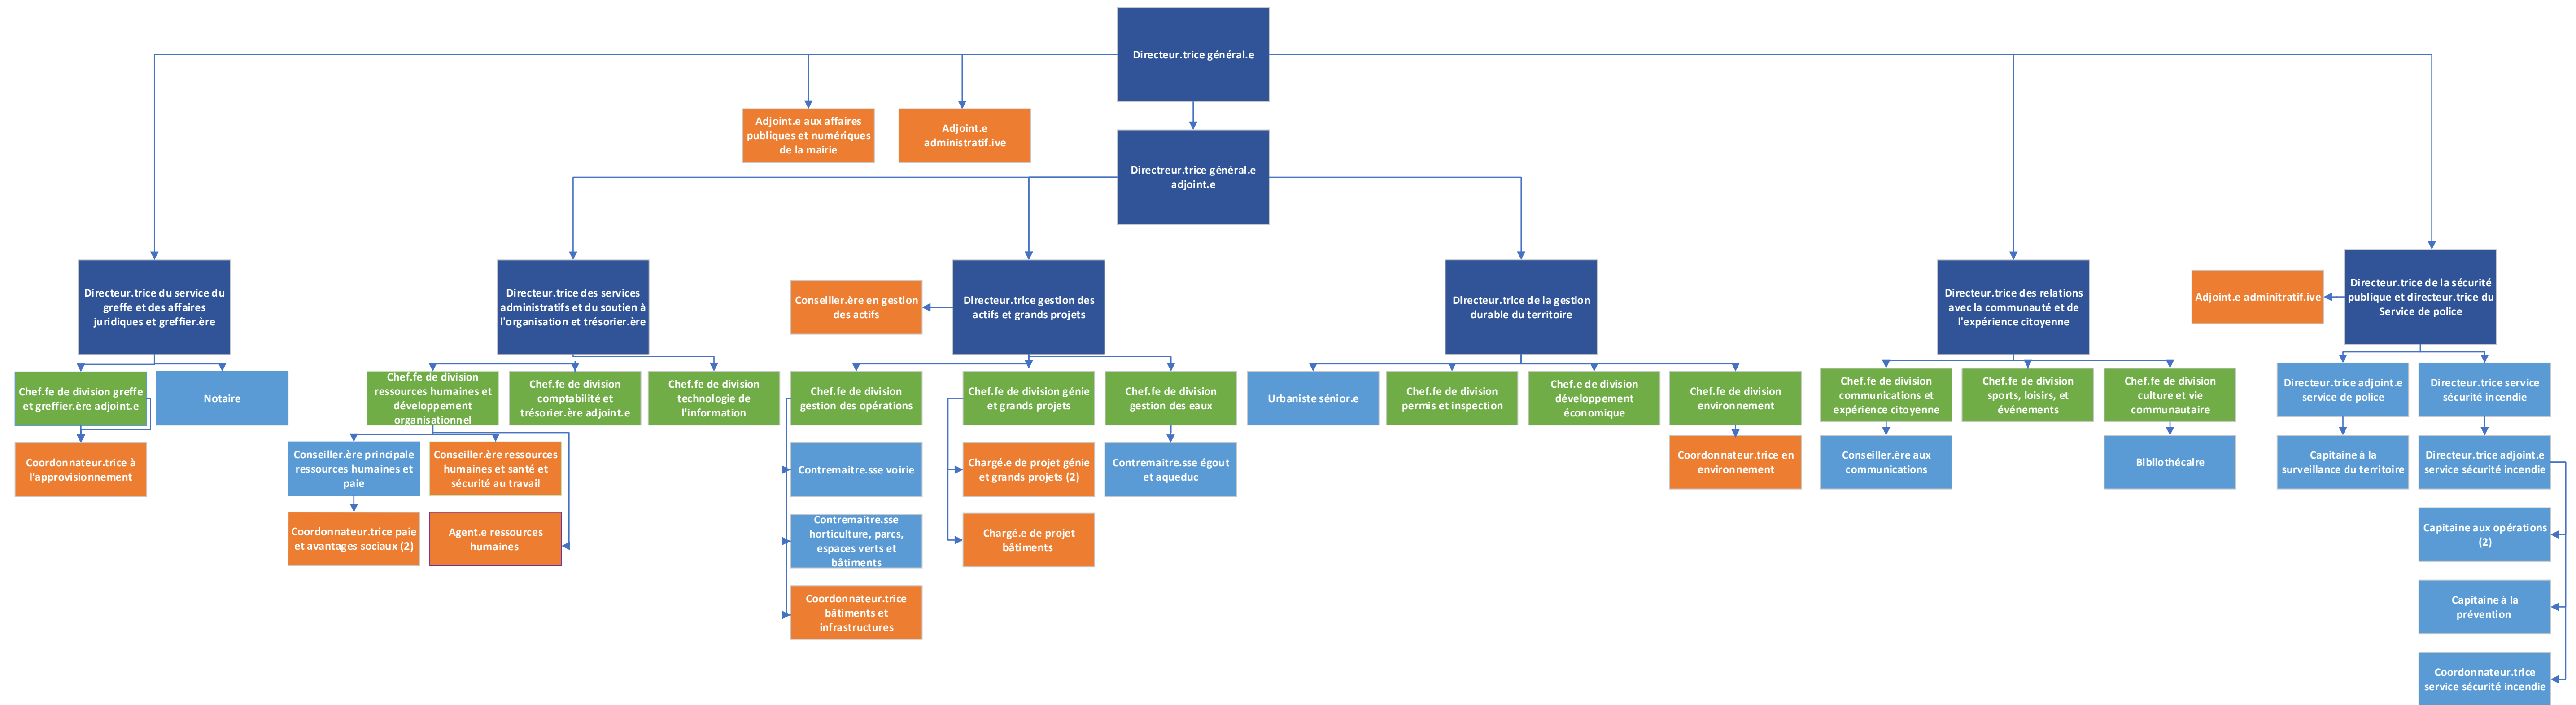 Directeur.trice général.e
Adjoint.e aux affaires
publiques et numériques
de la mairie
Adjoint.e
administratif.ive
Directreur.trice général.e
adjoint.e
Directeur.trice du service du
greffe et des affaires
juridiques et greffier.ère
Directeur.trice des services
administratifs et du soutien à
l'organisation et trésorier.ère
Conseiller.ère en gestion
des actifs
Directeur.trice gestion des
actifs et grands projets
Directeur.trice de la gestion
durable du territoire
Directeur.trice des relations
avec la communauté et de
l'expérience citoyenne
Adjoint.e adminitratif.ive
Directeur.trice de la sécurité
publique et directeur.trice du
Service de police
Chef.fe de division greffe
et greffier.ère adjoint.e
Notaire
Chef.fe de division
ressources humaines et
développement
organisationnel
Chef.fe de division
comptabilité et
trésorier.ère adjoint.e
Chef.fe de division
technologie de
l'information
Chef.fe de division
gestion des opérations
Chef.fe de division génie
et grands projets
Chef.fe de division
gestion des eaux
Urbaniste sénior.e
Chef.fe de division
permis et inspection
Chef.e de division
développement
économique
Chef.fe de division
environnement
Chef.fe de division
communications et
expérience citoyenne
Chef.fe de division
sports, loisirs, et
événements
Chef.fe de division
culture et vie
communautaire
Directeur.trice adjoint.e
service de police
Directeur.trice service
sécurité incendie
Coordonnateur.trice à
l'approvisionnement
Conseiller.ère principale
ressources humaines et
paie
Conseiller.ère ressources
humaines et santé et
sécurité au travail
Contremaitre.sse voirie
Chargé.e de projet génie
et grands projets (2)
Contremaitre.sse égout
et aqueduc
Coordonnateur.trice en
environnement
Conseiller.ère aux
communications
Bibliothécaire
Capitaine à la
surveillance du territoire
Directeur.trice adjoint.e
service sécurité incendie
Coordonnateur.trice paie
et avantages sociaux (2)
Agent.e ressources
humaines
Contremaitre.sse
horticulture, parcs,
espaces verts et
bâtiments
Chargé.e de projet
bâtiments
Capitaine aux opérations
(2)
Coordonnateur.trice
bâtiments et
infrastructures
Capitaine à la
prévention
Coordonnateur.trice
service sécurité incendie